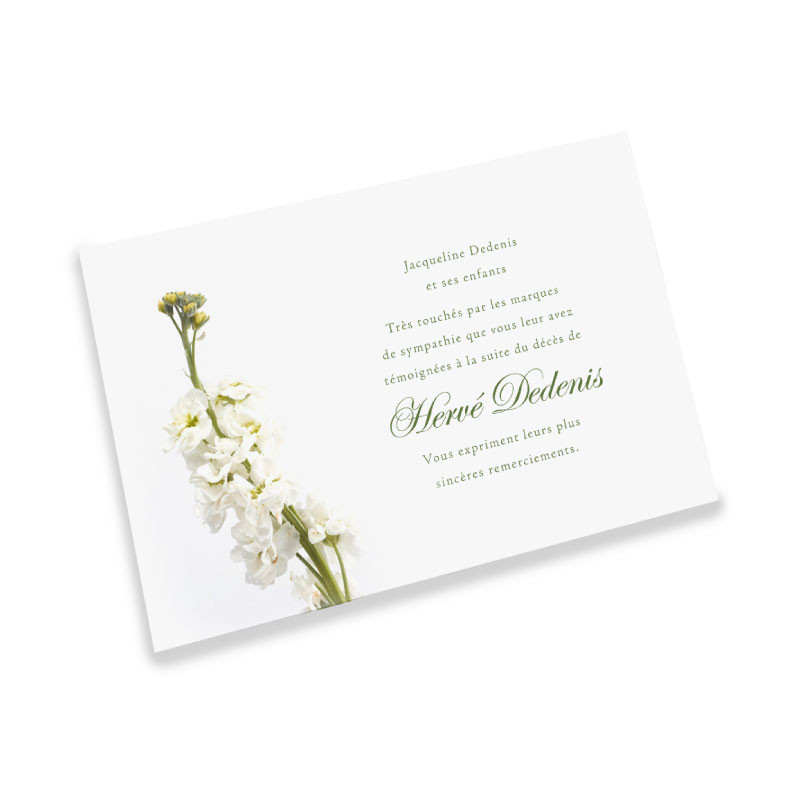 Jacqueline Dedenis
et ses enfants
Très touchés par les marques
de sympathie que vous leur avez
témoignées à la suite du décès de
Hervé Dedenis
Vous expriment leurs plus
sincères remerciements.